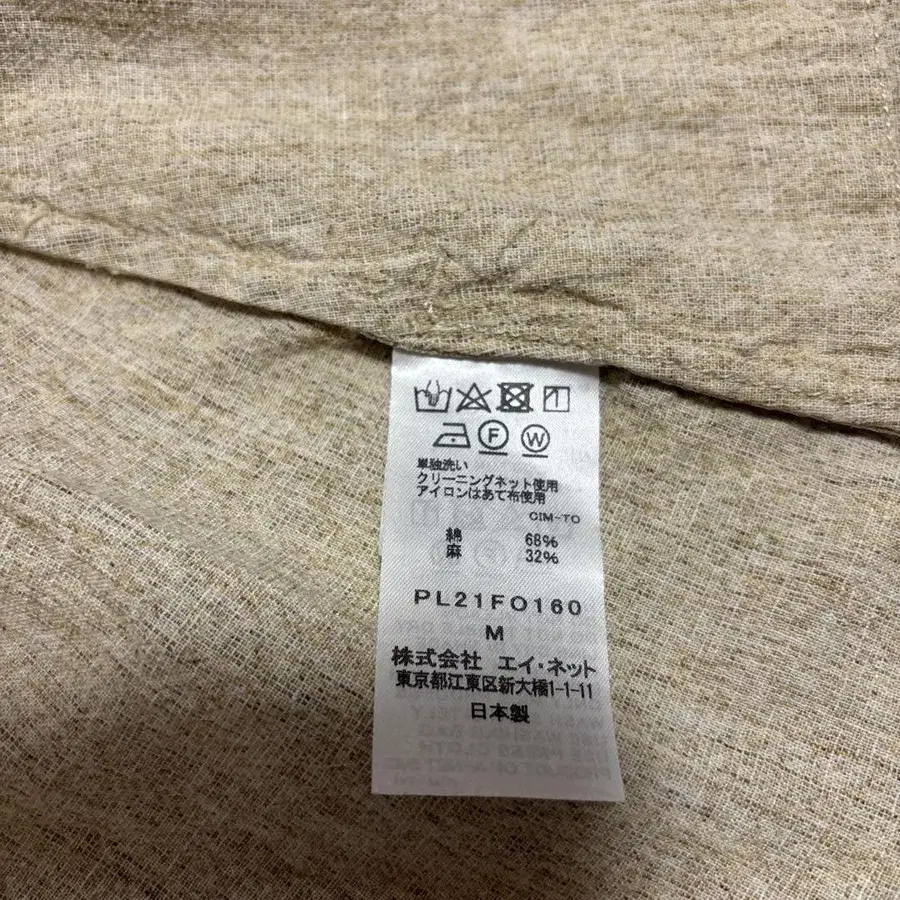 F W
単独洗い
クリーニングネット使用
アイロンはあて布使用
CIM-TO
綿 68%
麻 32%
PL21FO160
M
株式会社 エイ・ネット
東京都江東区新大橋1-1-11
日本製